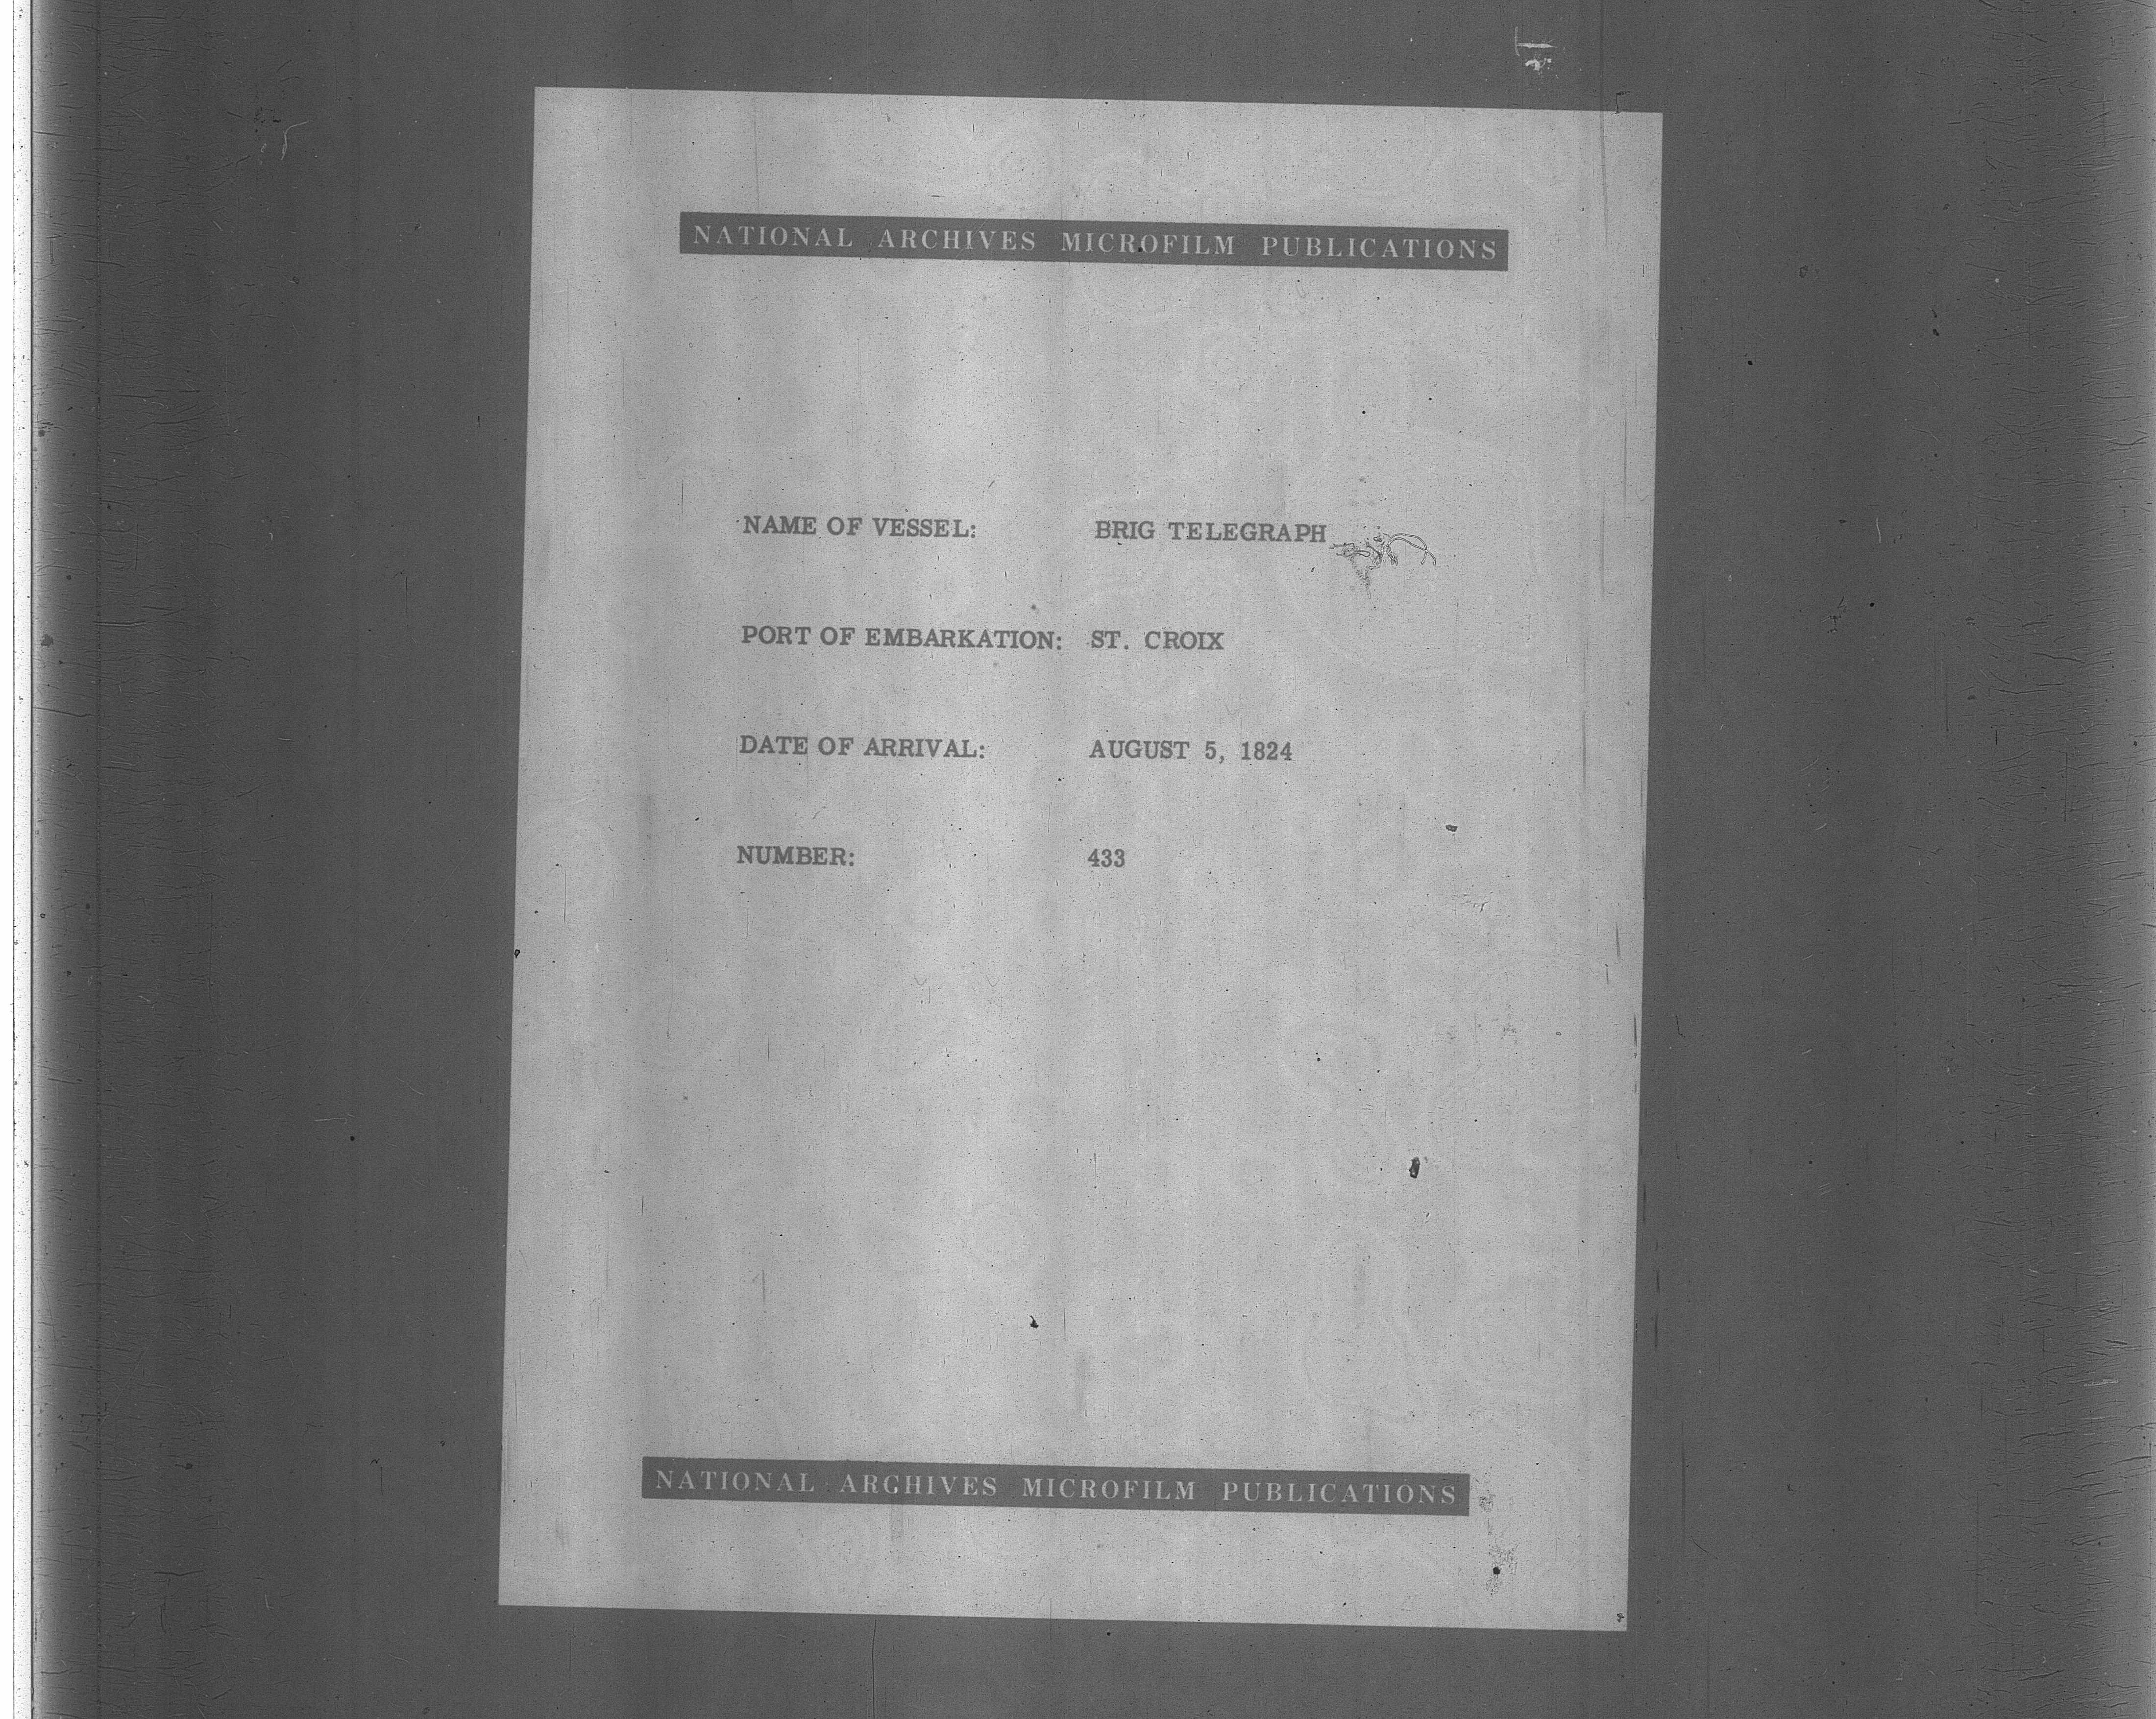 NATIONAL ARCHIVES MICROFILM PUBLICATIONS
NAME OF VESSEL: BRIG TELEGRAPH
PORT OF EMBARKATION: ST. CROIX
DATE OF ARRIVAL: AUGUST 5, 1824
NUMBER: 433
NATIONAL ARCHIVES MICROFILM PUBLICATIONS